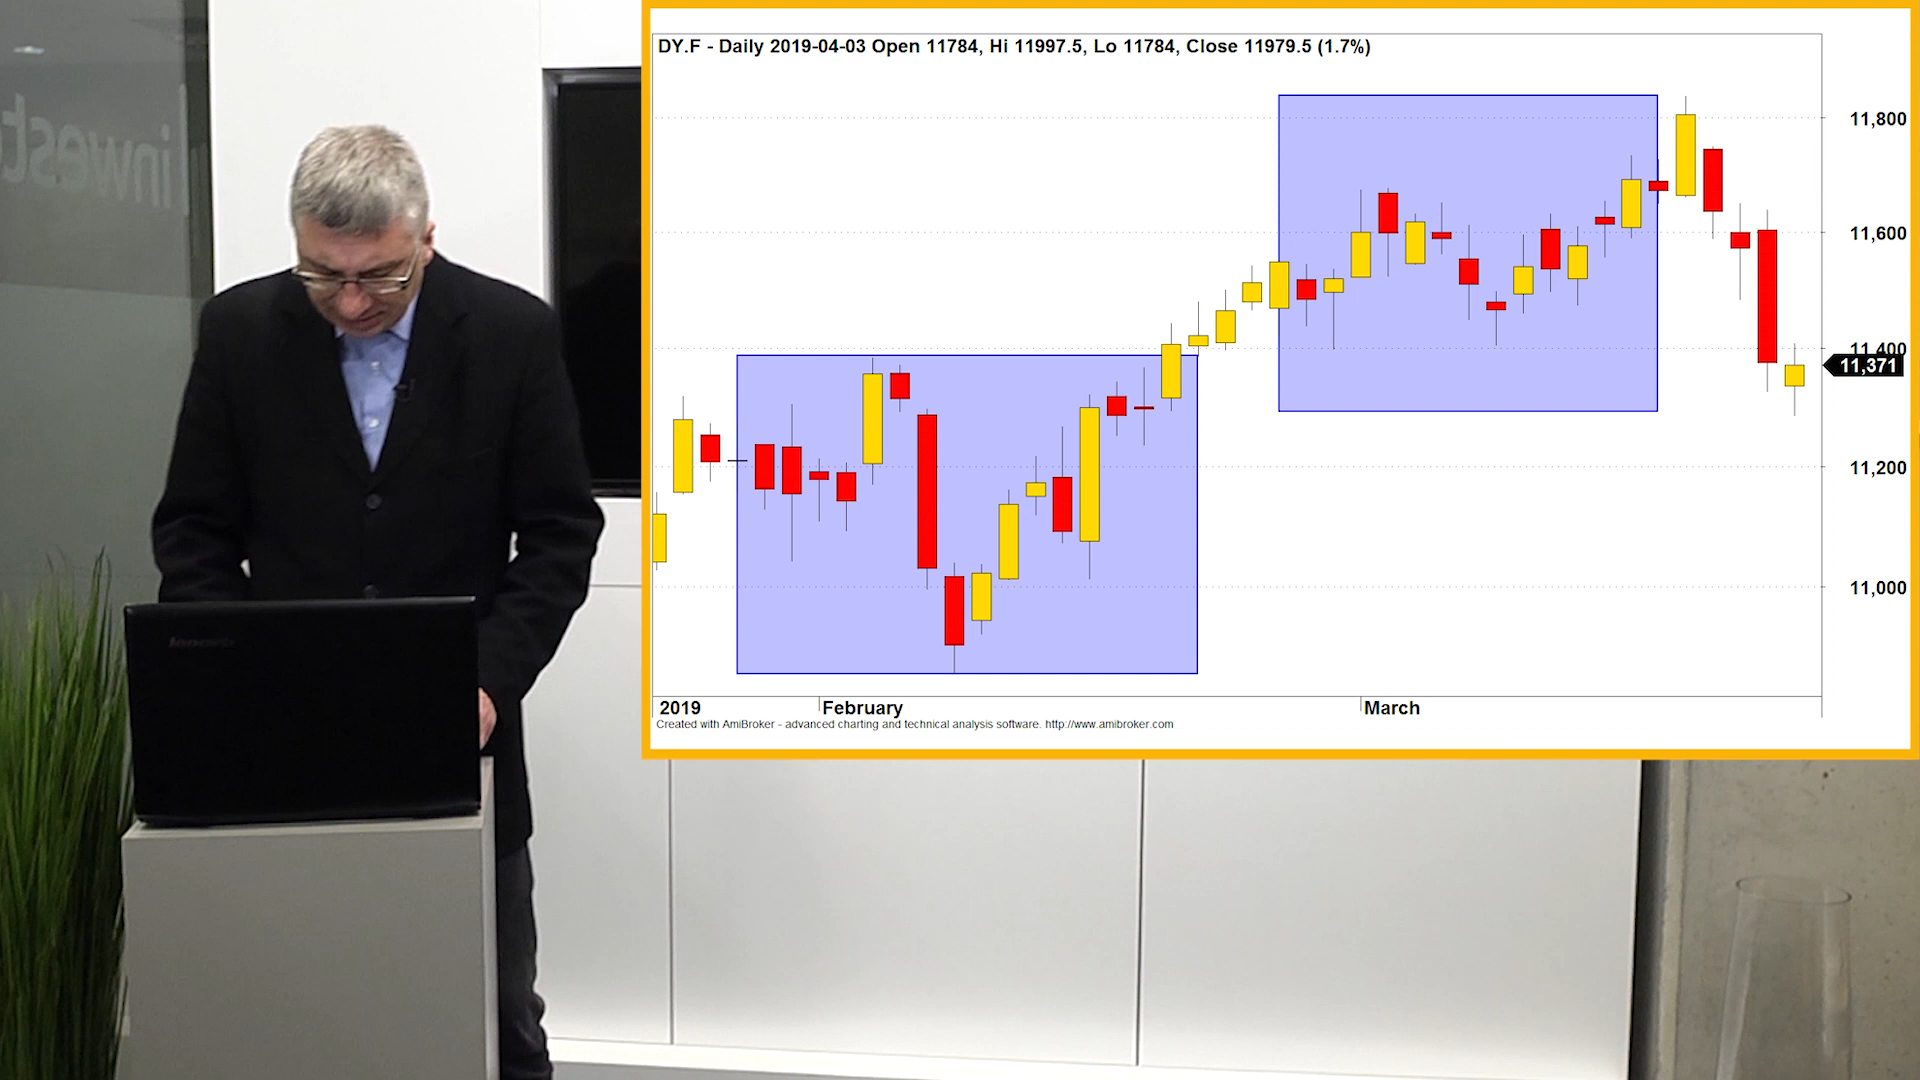 inwest
DY.F - Daily 2019-04-03 Open 11784, Hi 11997.5, Lo 11784, Close 11979.5 (1.7%)
11,800
11,600
11,400
11,371
11,200
11,000
2019 February March
Created with AmiBroker - advanced charting and technical analysis software. http://www.amibroker.com
lenovo